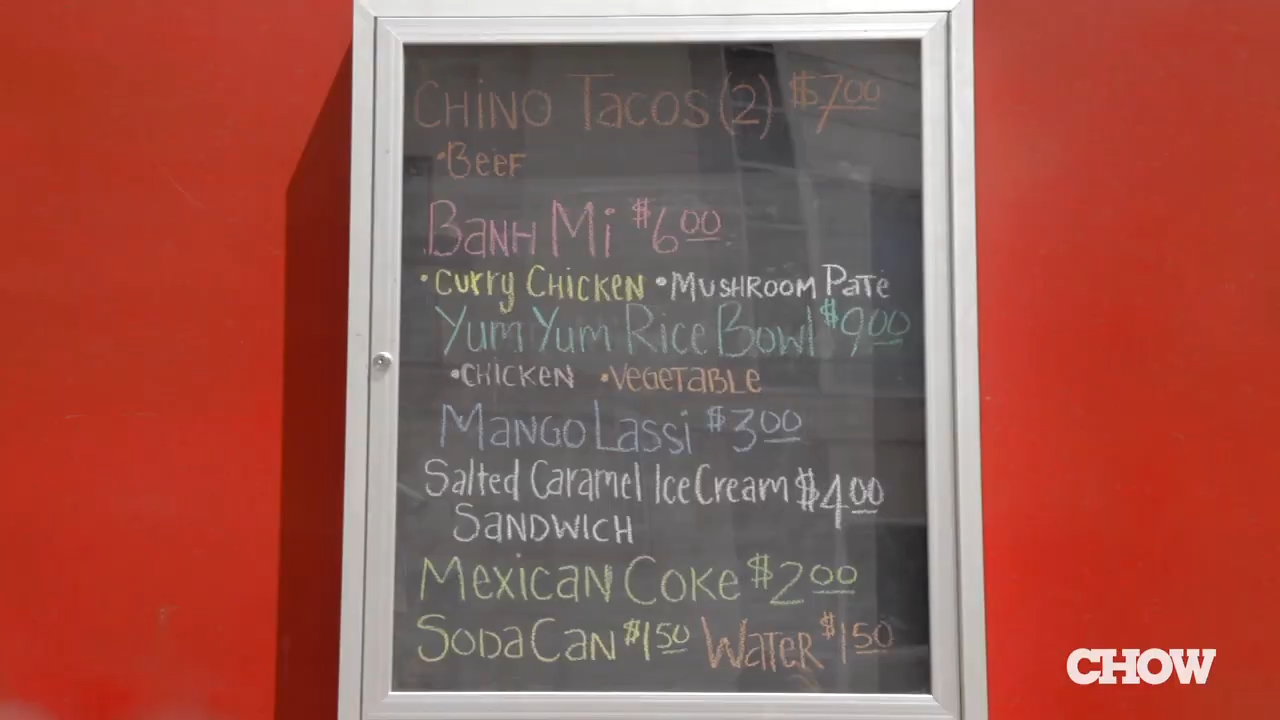 CHINO TACOS (2) $7.00
•BEEF
BANH Mi $6.00
•CURRY CHICKEN •MUSHROOM PATE
Yum Yum Rice Bowl $9.00
•CHICKEN •VEGETABLE
MANGO LASSi $3.00
Salted Caramel Ice Cream $4.00
SANDWICH
MEXICAN COKE $2.00
SODA CAN $1.50 WATER $1.50
CHOW